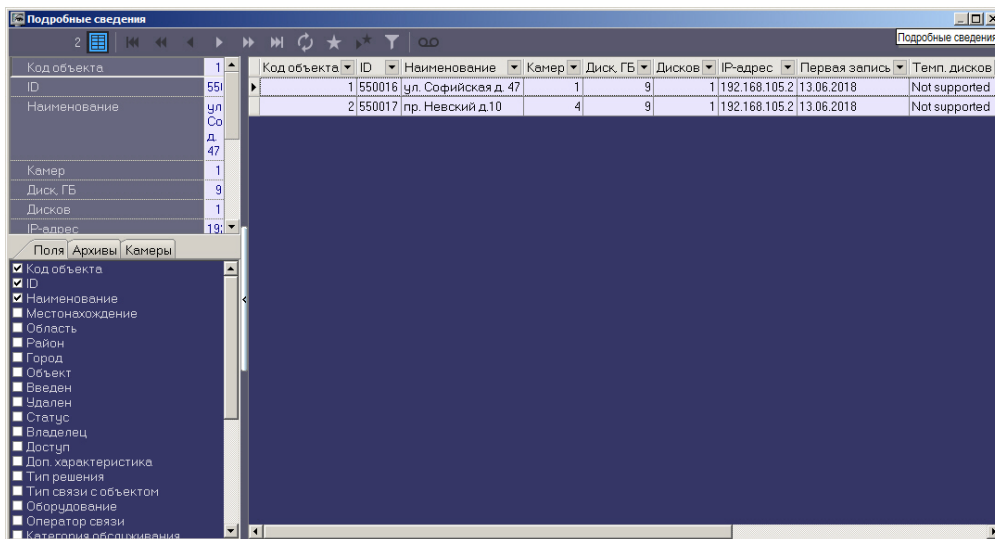 Подробные сведения
2
Подробные сведения
Код объекта 1
ID 550
Наименование ул
Со
д.
47
Камер 1
Диск, ГБ 9
Дисков 1
IP-адрес 192
Поля Архивы Камеры
Код объекта
ID
Наименование
Местонахождение
Область
Район
Город
Объект
Введен
Удален
Статус
Владелец
Доступ
Доп. характеристика
Тип решения
Тип связи с объектом
Оборудование
Оператор связи
Категория обслуживания
Код объекта ID Наименование Камер Диск, ГБ Дисков IP-адрес Первая запись Темп. дисков
1 550016 ул. Софийская д. 47 1 9 1 192.168.105.2 13.06.2018 Not supported
2 550017 пр. Невский д.10 4 9 1 192.168.105.2 13.06.2018 Not supported